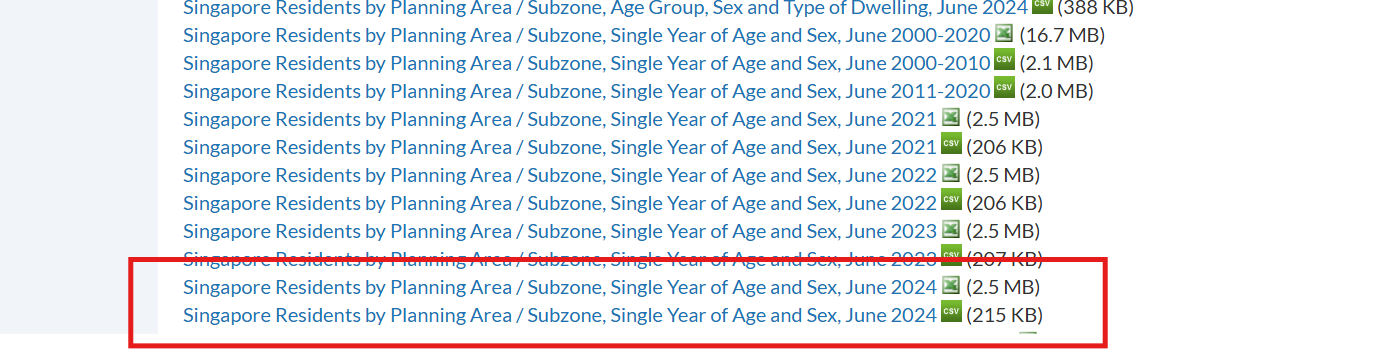 Singapore Residents by Planning Area / Subzone, Age Group, Sex and Type of Dwelling, June 2024 CSV (388 KB)
Singapore Residents by Planning Area / Subzone, Single Year of Age and Sex, June 2000-2020 (16.7 MB)
Singapore Residents by Planning Area / Subzone, Single Year of Age and Sex, June 2000-2010 CSV (2.1 MB)
Singapore Residents by Planning Area / Subzone, Single Year of Age and Sex, June 2011-2020 CSV (2.0 MB)
Singapore Residents by Planning Area / Subzone, Single Year of Age and Sex, June 2021 (2.5 MB)
Singapore Residents by Planning Area / Subzone, Single Year of Age and Sex, June 2021 CSV (206 KB)
Singapore Residents by Planning Area / Subzone, Single Year of Age and Sex, June 2022 (2.5 MB)
Singapore Residents by Planning Area / Subzone, Single Year of Age and Sex, June 2022 CSV (206 KB)
Singapore Residents by Planning Area / Subzone, Single Year of Age and Sex, June 2023 (2.5 MB)
Singapore Residents by Planning Area / Subzone, Single Year of Age and Sex, June 2023 CSV (207 KB)
Singapore Residents by Planning Area / Subzone, Single Year of Age and Sex, June 2024 (2.5 MB)
Singapore Residents by Planning Area / Subzone, Single Year of Age and Sex, June 2024 CSV (215 KB)